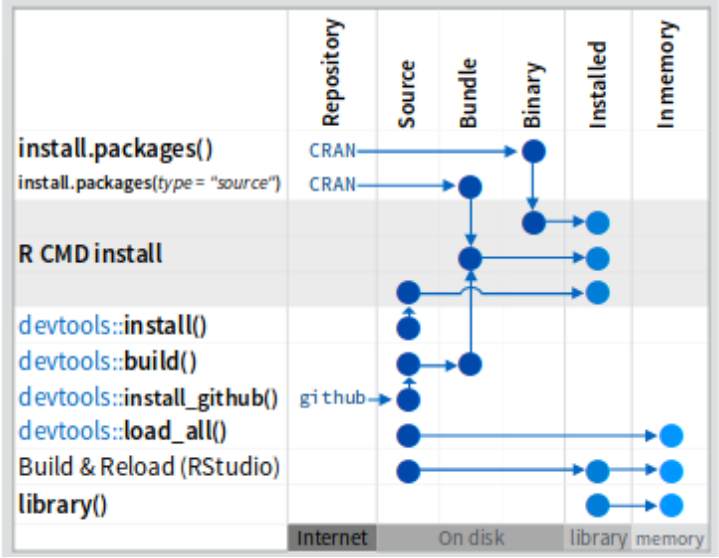 Repository
Source
Bundle
Binary
Installed
In memory
install.packages()
CRAN
install.packages(type = "source")
CRAN
R CMD install
devtools::install()
devtools::build()
devtools::install_github()
github
devtools::load_all()
Build & Reload (RStudio)
library()
Internet
On disk
library
memory